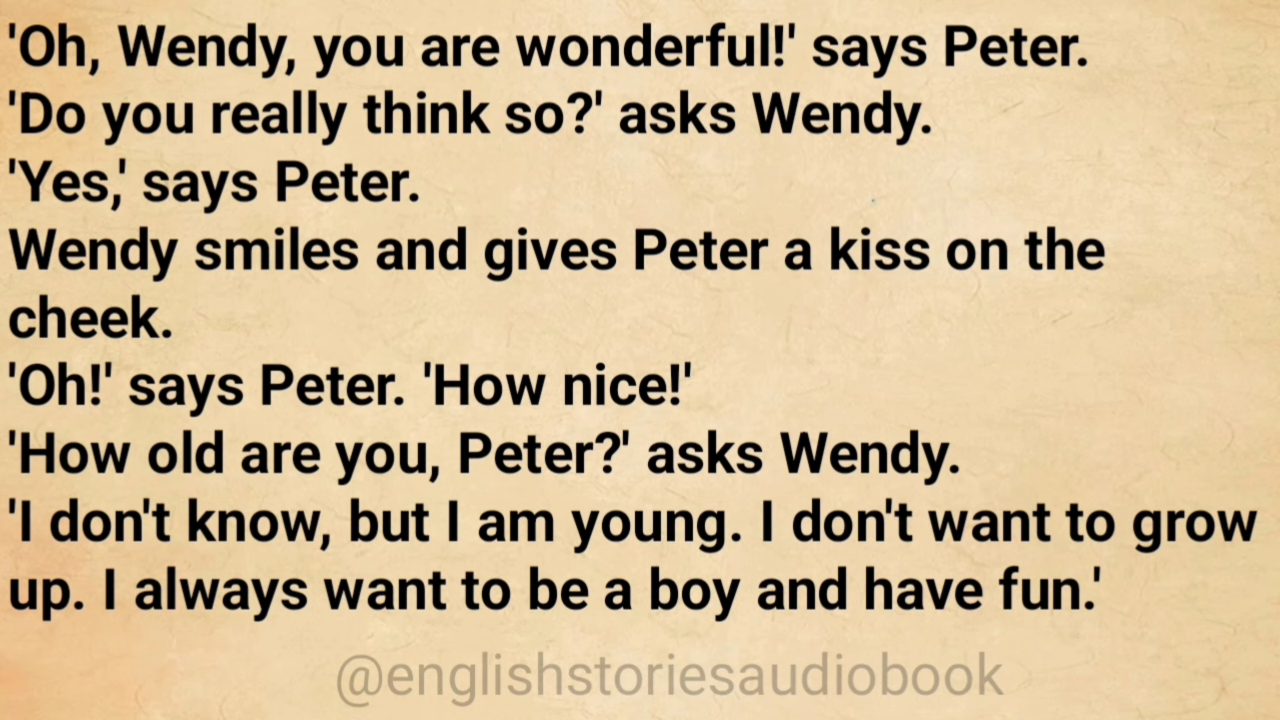 'Oh, Wendy, you are wonderful!' says Peter.
'Do you really think so?' asks Wendy.
'Yes,' says Peter.
Wendy smiles and gives Peter a kiss on the
cheek.
'Oh!' says Peter. 'How nice!'
'How old are you, Peter?' asks Wendy.
'I don't know, but I am young. I don't want to grow
up. I always want to be a boy and have fun.'
@englishstoriesaudiobook